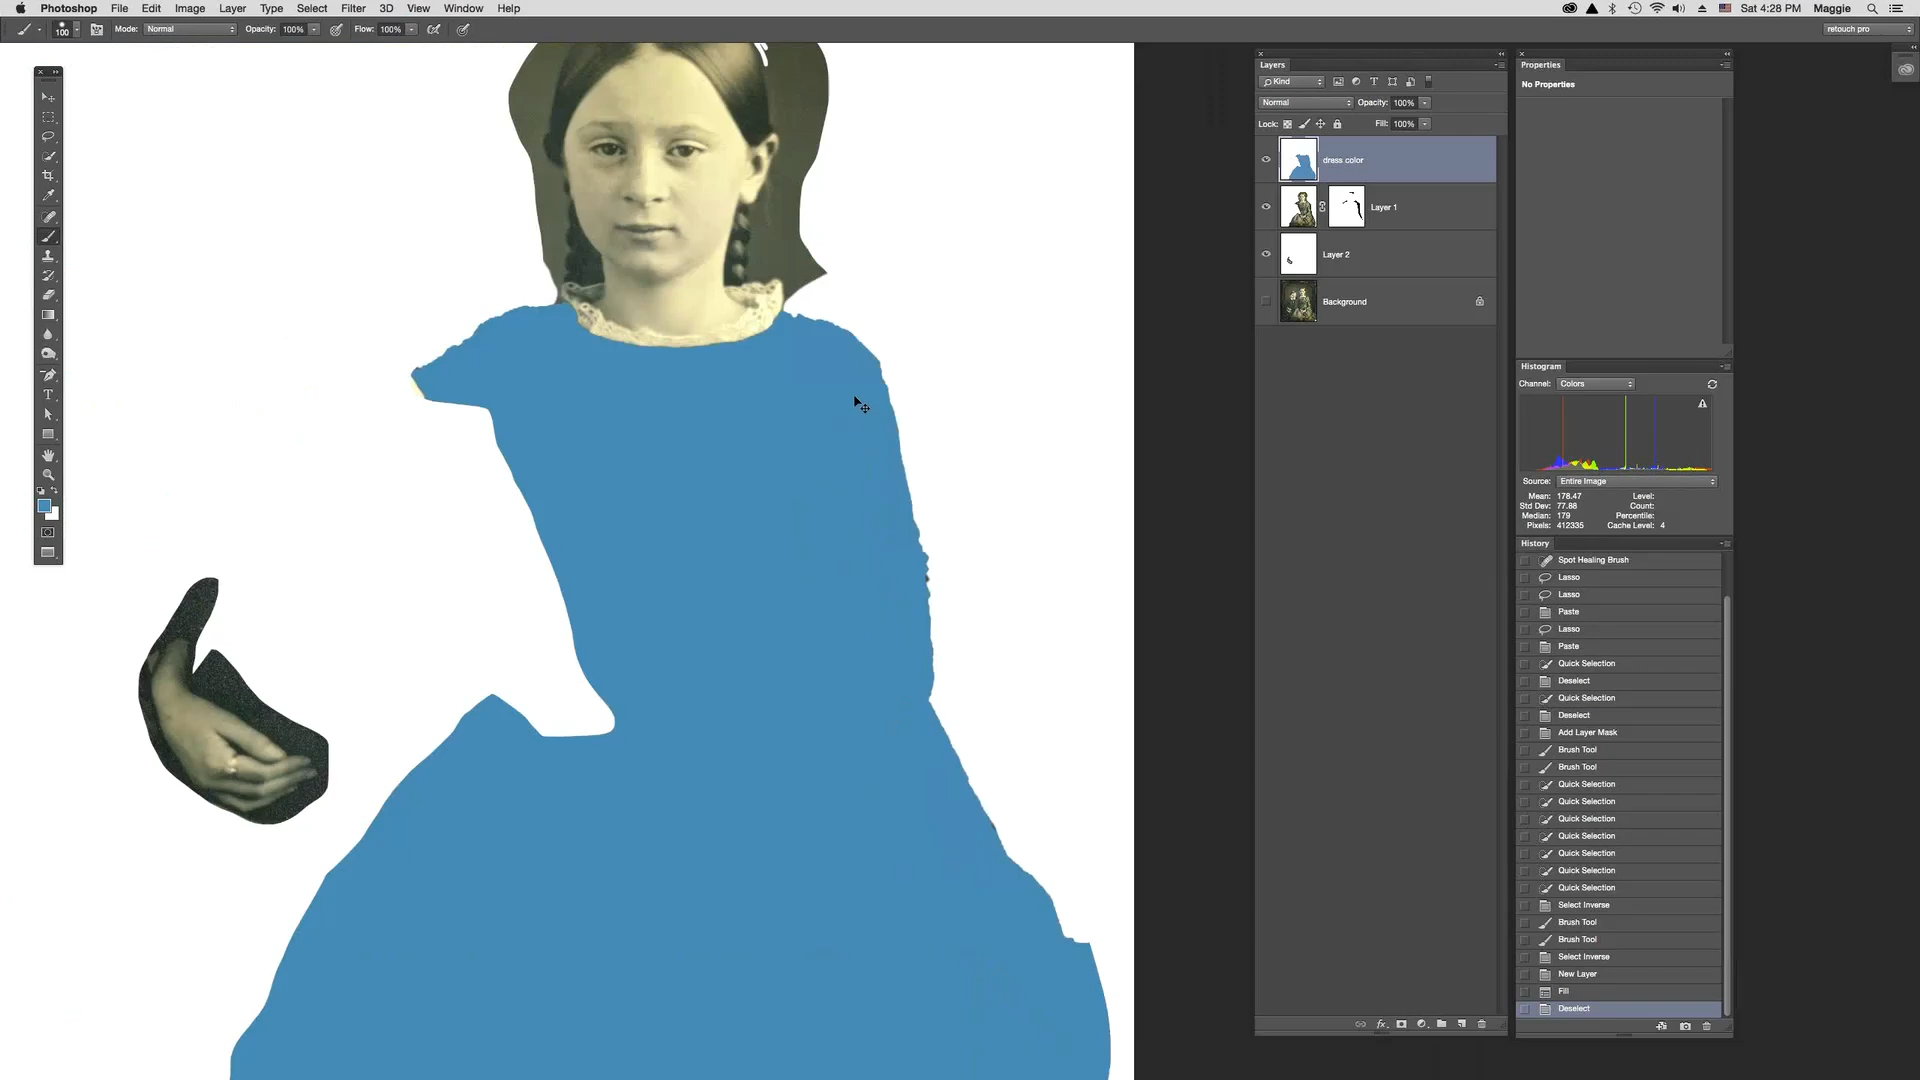 Photoshop File Edit Image Layer Type Select Filter 3D View Window Help Sat 4:28 PM Maggie
100 Mode: Normal Opacity: 100% Flow: 100% retouch pro
Layers
Kind
Normal Opacity: 100%
Lock: Fill: 100%
dress color
Layer 1
Layer 2
Background
Properties
No Properties
Histogram
Channel: Colors
Source: Entire Image
Mean: 178.47 Level:
Std Dev: 77.88 Count:
Median: 179 Percentile:
Pixels: 412335 Cache Level: 4
History
Spot Healing Brush
Lasso
Lasso
Paste
Lasso
Paste
Quick Selection
Deselect
Quick Selection
Deselect
Add Layer Mask
Brush Tool
Brush Tool
Quick Selection
Quick Selection
Quick Selection
Quick Selection
Quick Selection
Quick Selection
Quick Selection
Select Inverse
Brush Tool
Brush Tool
Select Inverse
New Layer
Fill
Deselect